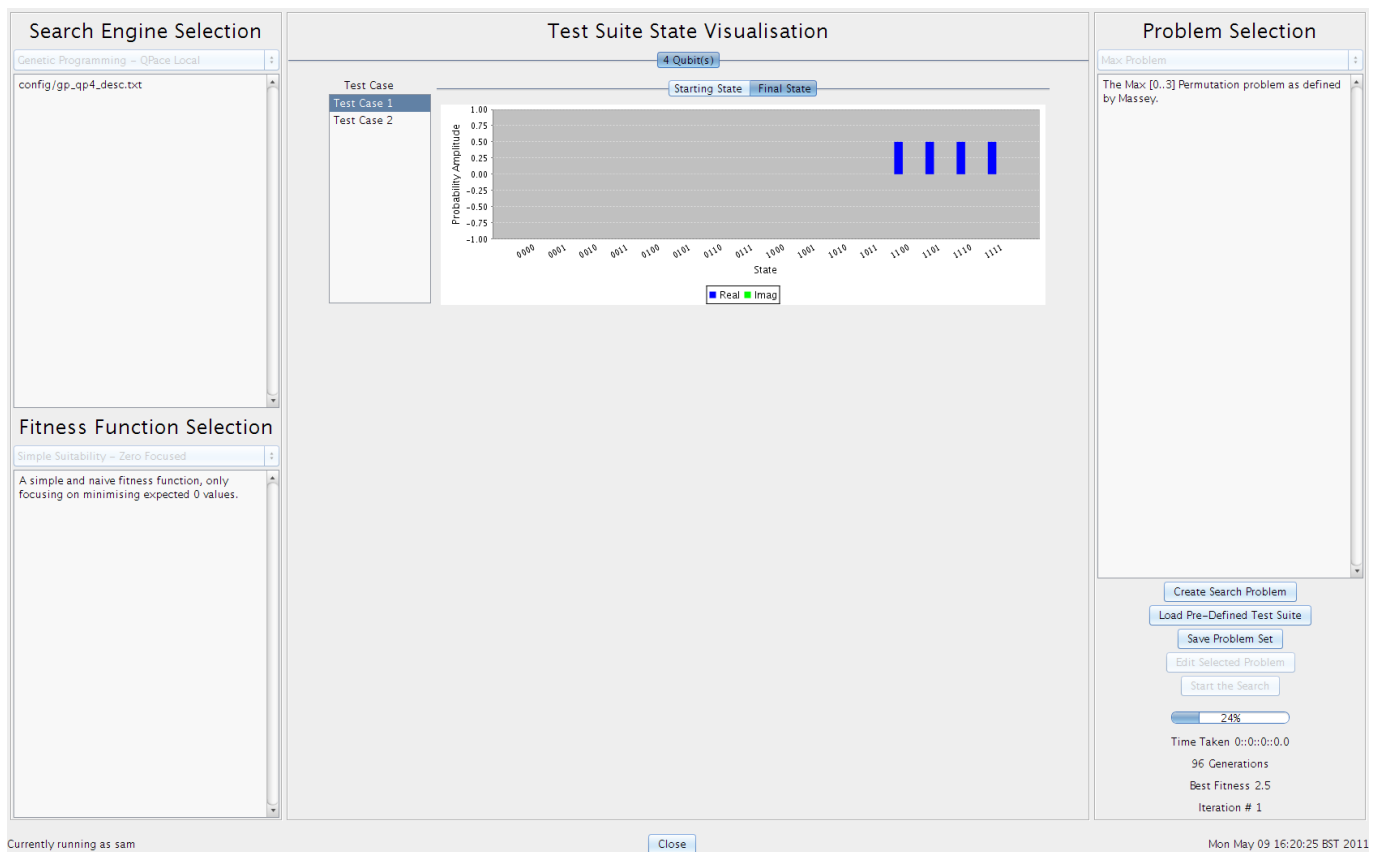 Search Engine Selection
Genetic Programming – QPace Local
config/gp_qp4_desc.txt
Fitness Function Selection
Simple Suitability – Zero Focused
A simple and naive fitness function, only
focusing on minimising expected 0 values.
Test Suite State Visualisation
4 Qubit(s)
Test Case
Test Case 1
Test Case 2
Starting State
Final State
Probability Amplitude
1.00
0.75
0.50
0.25
0.00
-0.25
-0.50
-0.75
-1.00
0000 0001 0010 0011 0100 0101 0110 0111 1000 1001 1010 1011 1100 1101 1110 1111
State
Real Imag
Problem Selection
Max Problem
The Max [0..3] Permutation problem as defined
by Massey.
Create Search Problem
Load Pre–Defined Test Suite
Save Problem Set
Edit Selected Problem
Start the Search
24%
Time Taken 0::0::0::0.0
96 Generations
Best Fitness 2.5
Iteration # 1
Currently running as sam
Close
Mon May 09 16:20:25 BST 2011